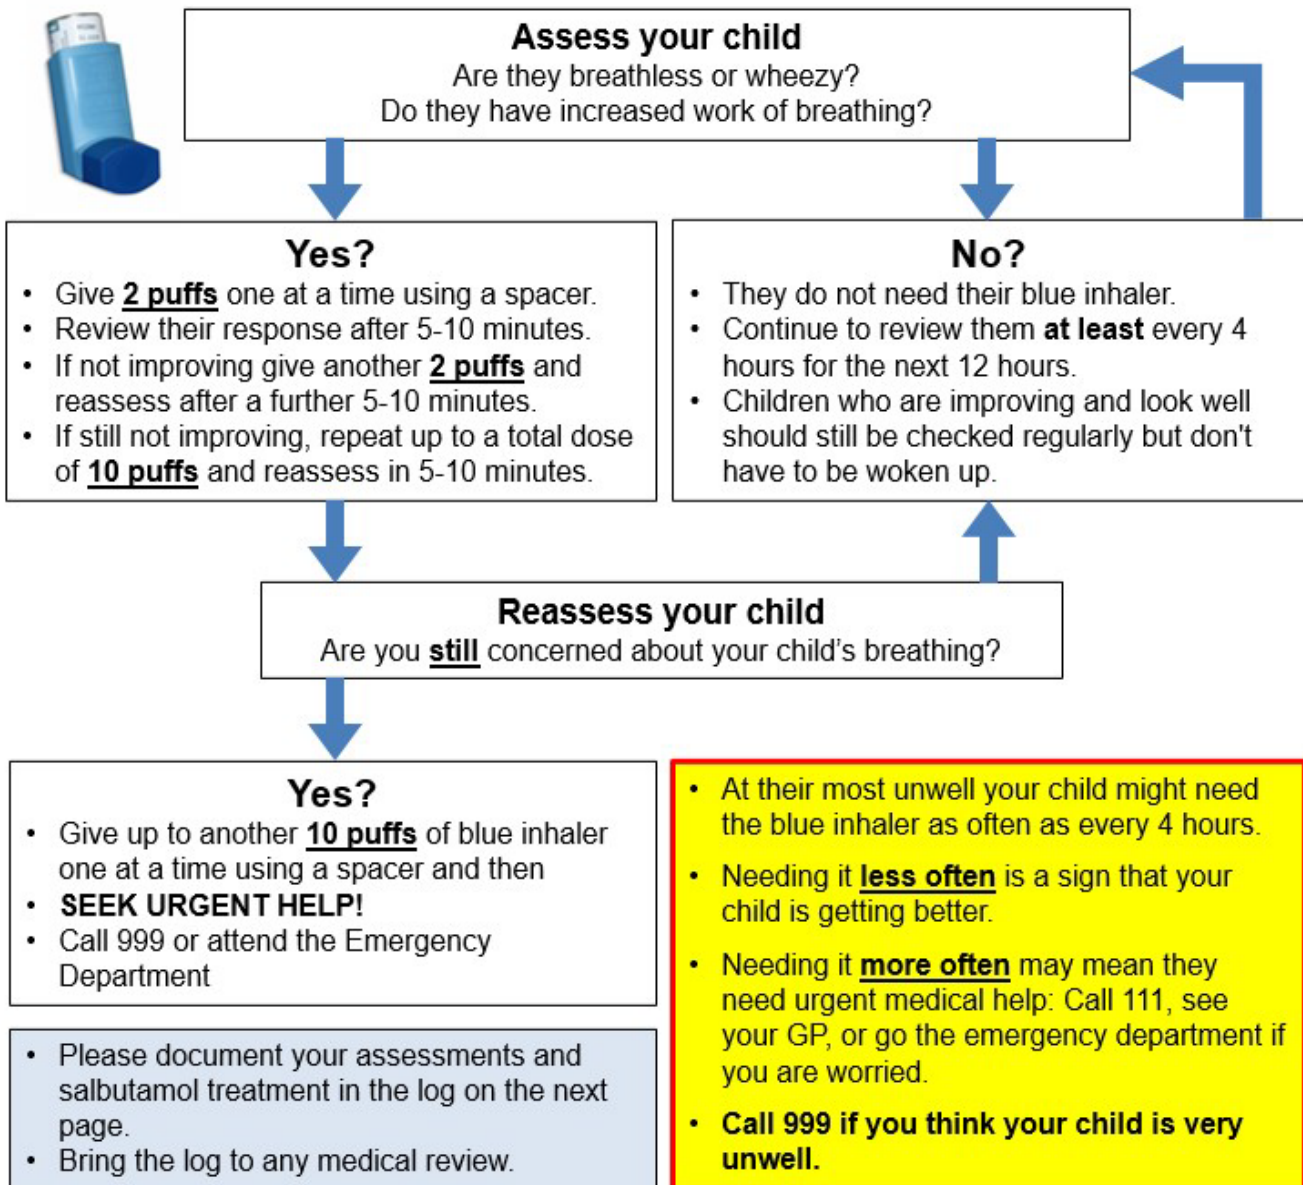 Assess your child
Are they breathless or wheezy?
Do they have increased work of breathing?
Yes?
• Give 2 puffs one at a time using a spacer.
• Review their response after 5-10 minutes.
• If not improving give another 2 puffs and
reassess after a further 5-10 minutes.
• If still not improving, repeat up to a total dose
of 10 puffs and reassess in 5-10 minutes.
No?
• They do not need their blue inhaler.
• Continue to review them at least every 4
hours for the next 12 hours.
• Children who are improving and look well
should still be checked regularly but don't
have to be woken up.
Reassess your child
Are you still concerned about your child's breathing?
Yes?
• Give up to another 10 puffs of blue inhaler
one at a time using a spacer and then
• SEEK URGENT HELP!
• Call 999 or attend the Emergency
Department
• Please document your assessments and
salbutamol treatment in the log on the next
page.
• Bring the log to any medical review.
• At their most unwell your child might need
the blue inhaler as often as every 4 hours.
• Needing it less often is a sign that your
child is getting better.
• Needing it more often may mean they
need urgent medical help: Call 111, see
your GP, or go the emergency department if
you are worried.
• Call 999 if you think your child is very
unwell.